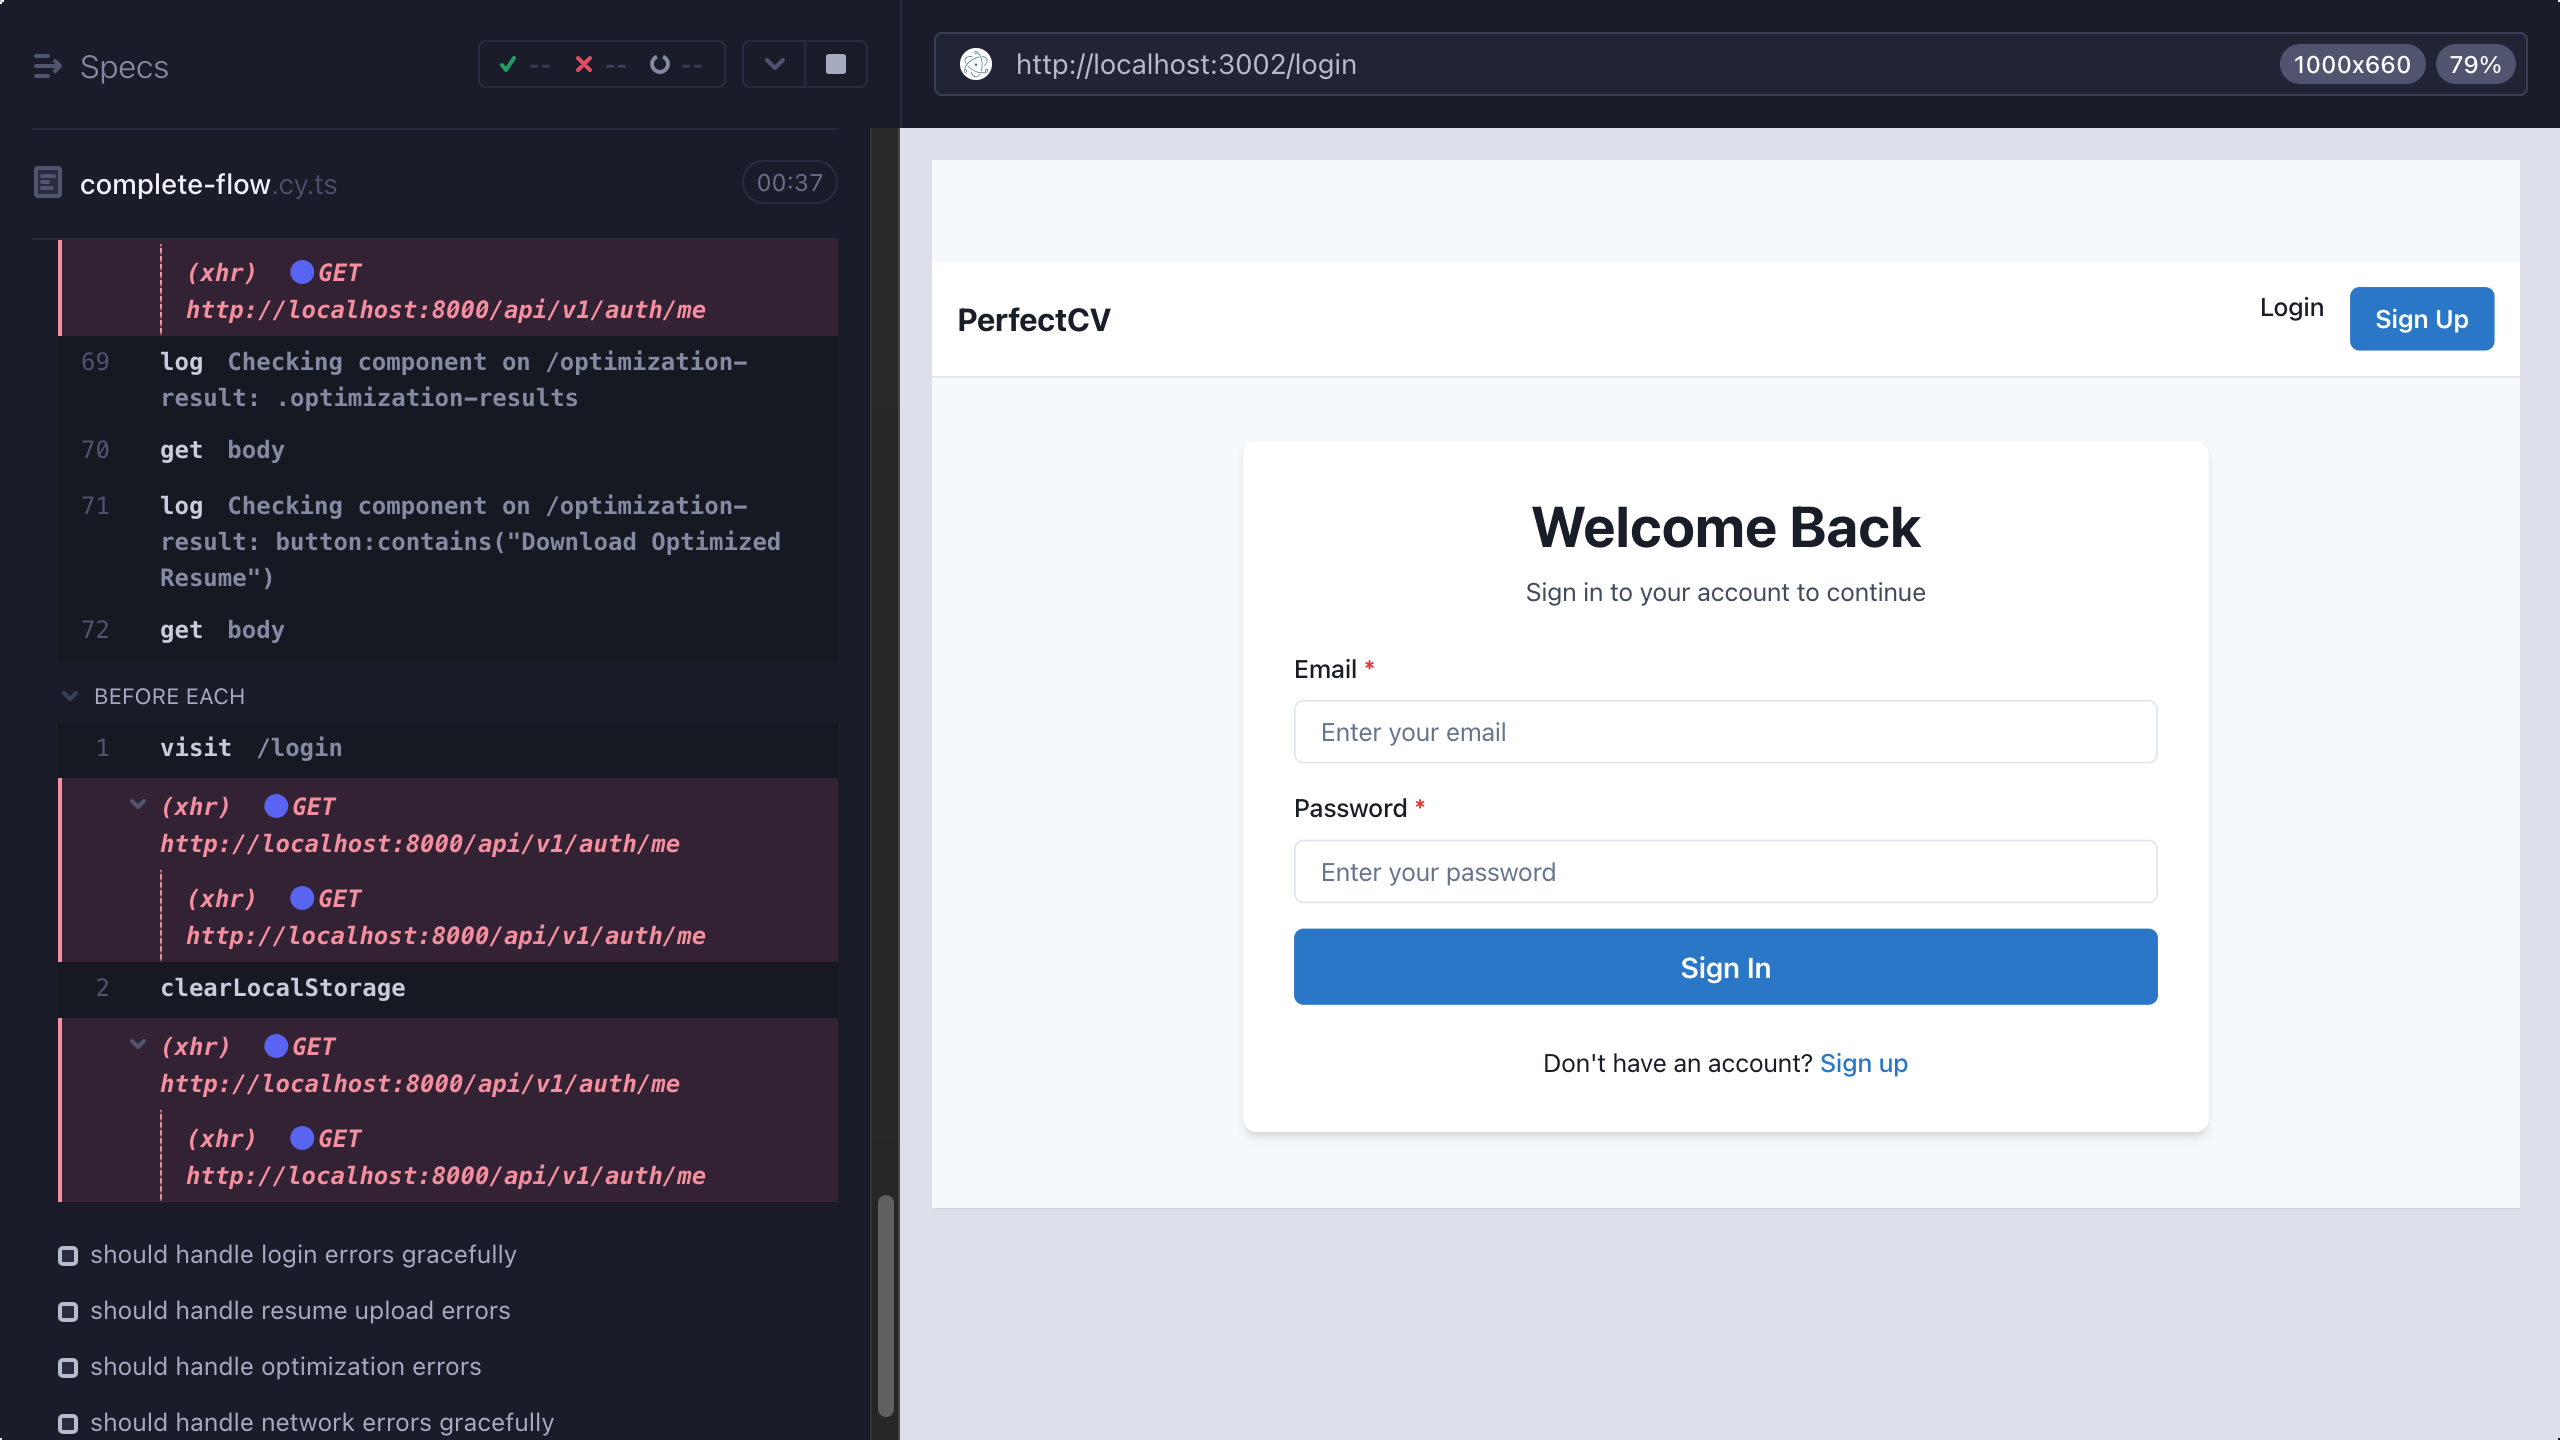 Specs
-- -- --
complete-flow.cy.ts
00:37
(xhr) GET
http://localhost:8000/api/v1/auth/me
69 log Checking component on /optimization-
result: .optimization-results
70 get body
71 log Checking component on /optimization-
result: button:contains("Download Optimized
Resume")
72 get body
BEFORE EACH
1 visit /login
(xhr) GET
http://localhost:8000/api/v1/auth/me
(xhr) GET
http://localhost:8000/api/v1/auth/me
2 clearLocalStorage
(xhr) GET
http://localhost:8000/api/v1/auth/me
(xhr) GET
http://localhost:8000/api/v1/auth/me
should handle login errors gracefully
should handle resume upload errors
should handle optimization errors
should handle network errors gracefully
http://localhost:3002/login
1000x660
79%
PerfectCV
Login
Sign Up
Welcome Back
Sign in to your account to continue
Email *
Enter your email
Password *
Enter your password
Sign In
Don't have an account? Sign up